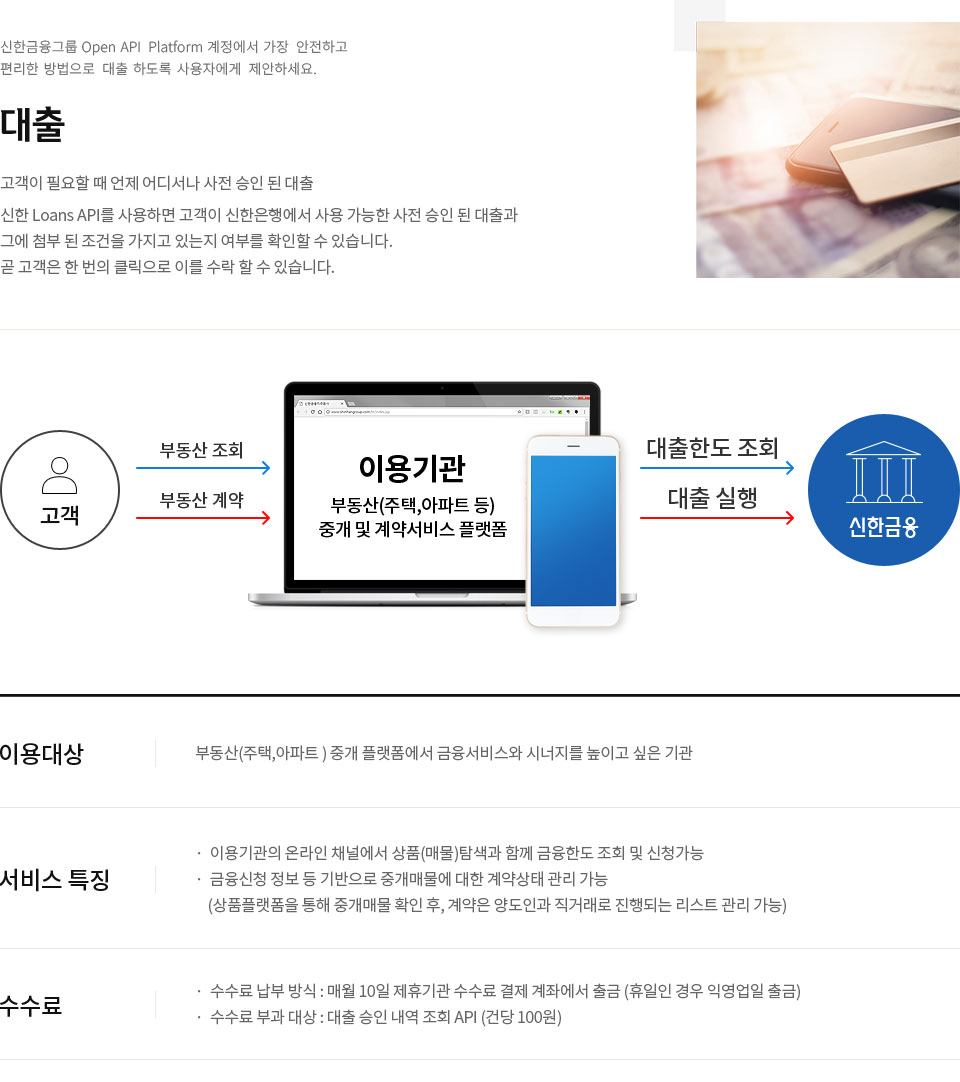 신한금융그룹 Open API Platform 계정에서 가장 안전하고
편리한 방법으로 대출 하도록 사용자에게 제안하세요.
대출
고객이 필요할 때 언제 어디서나 사전 승인 된 대출
신한 Loans API를 사용하면 고객이 신한은행에서 사용 가능한 사전 승인 된 대출과
그에 첨부 된 조건을 가지고 있는지 여부를 확인할 수 있습니다.
곧 고객은 한 번의 클릭으로 이를 수락 할 수 있습니다.
고객
부동산 조회
부동산 계약
이용기관
부동산(주택,아파트 등)
중개 및 계약서비스 플랫폼
대출한도 조회
대출 실행
신한금융
이용대상
부동산(주택,아파트 ) 중개 플랫폼에서 금융서비스와 시너지를 높이고 싶은 기관
서비스 특징
· 이용기관의 온라인 채널에서 상품(매물)탐색과 함께 금융한도 조회 및 신청가능
· 금융신청 정보 등 기반으로 중개매물에 대한 계약상태 관리 가능
(상품플랫폼을 통해 중개매물 확인 후, 계약은 양도인과 직거래로 진행되는 리스트 관리 가능)
수수료
· 수수료 납부 방식 : 매월 10일 제휴기관 수수료 결제 계좌에서 출금 (휴일인 경우 익영업일 출금)
· 수수료 부과 대상 : 대출 승인 내역 조회 API (건당 100원)